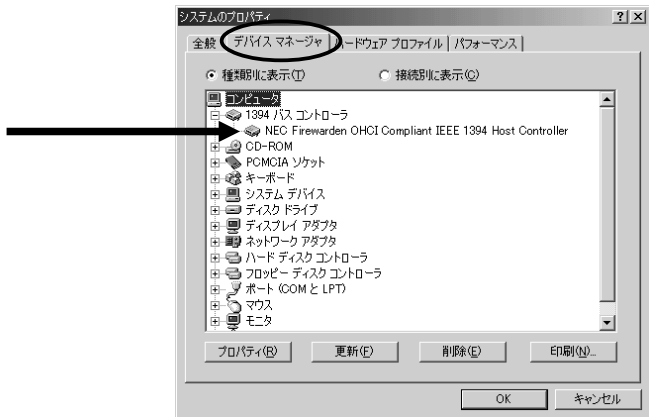 システムのプロパティ
全般 デバイス マネージャ ハードウェア プロファイル パフォーマンス
種類別に表示(T) 接続別に表示(C)
コンピュータ
1394 バス コントローラ
NEC Firewarden OHCI Compliant IEEE 1394 Host Controller
CD-ROM
PCMCIA ソケット
キーボード
システム デバイス
ディスク ドライブ
ディスプレイ アダプタ
ネットワーク アダプタ
ハード ディスク コントローラ
フロッピー ディスク コントローラ
ポート (COM と LPT)
マウス
モニタ
プロパティ(R) 更新(F) 削除(E) 印刷(N)...
OK キャンセル